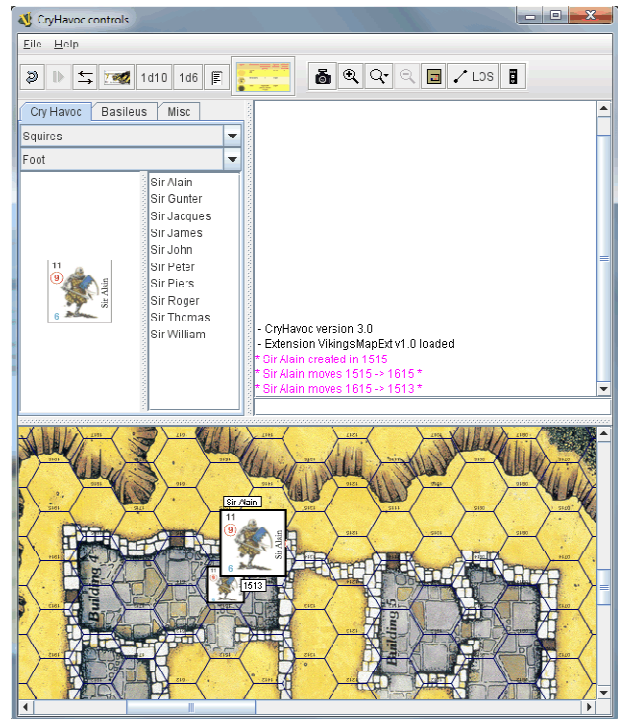 CryHavoc controls
File Help
1d10 1d6 LOS
Cry Havoc Basileus Misc
Squires
Foot
Sir Alain
Sir Gunter
Sir Jacques
Sir James
Sir John
Sir Peter
Sir Piers
Sir Roger
Sir Thomas
Sir William
11
9
6
Sir Alain
- CryHavoc version 3.0
- Extension VikingsMapExt v1.0 loaded
* Sir Alain created in 1515
* Sir Alain moves 1515 -> 1615 *
* Sir Alain moves 1615 -> 1513 *
Sir Alain
11
9
6
Sir Alain
1513
Building 4
Building 5